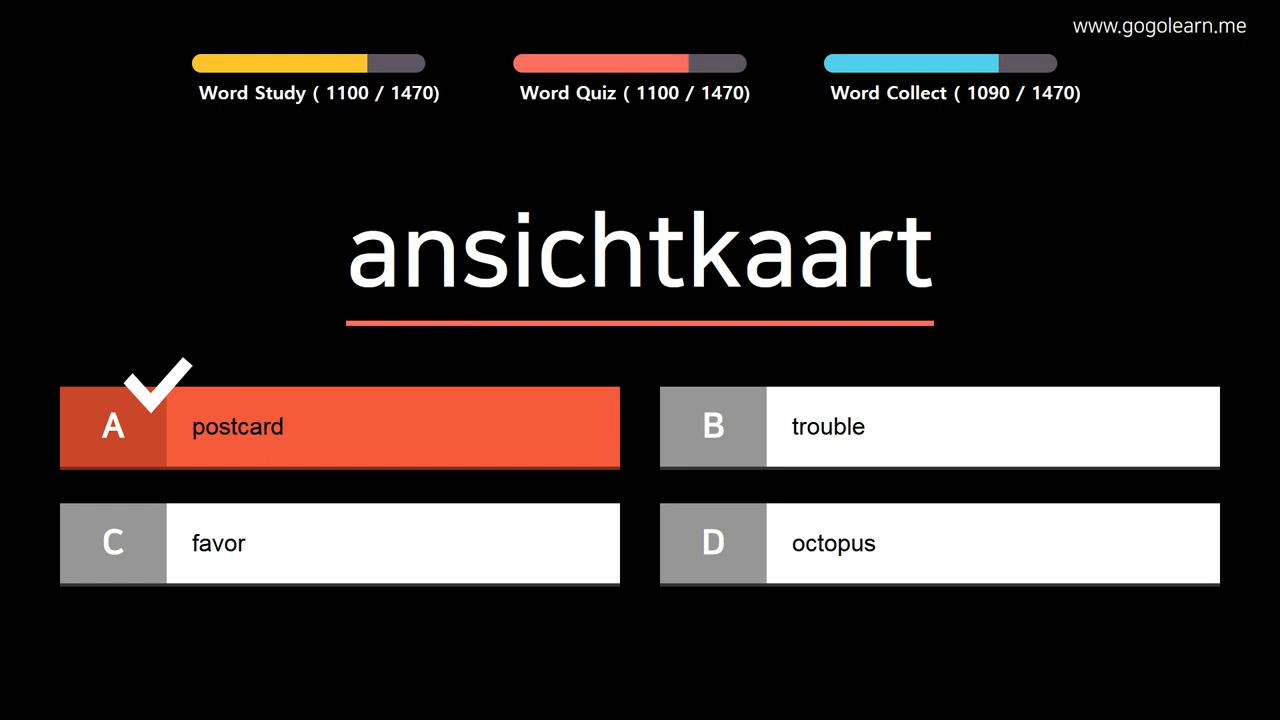 www.gogolearn.me
Word Study ( 1100 / 1470)
Word Quiz ( 1100 / 1470)
Word Collect ( 1090 / 1470)
ansichtkaart
A postcard
B trouble
C favor
D octopus